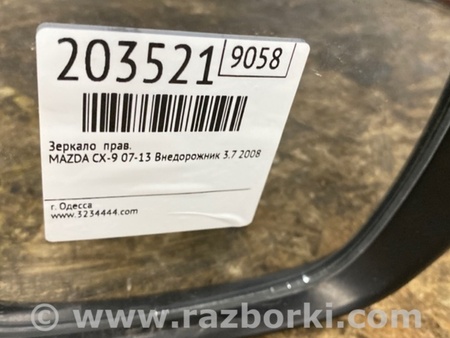 203521 9058
Зеркало прав.
MAZDA CX-9 07-13 Внедорожник 3.7 2008
г. Одесса
www.3234444.com
© www.razborki.com